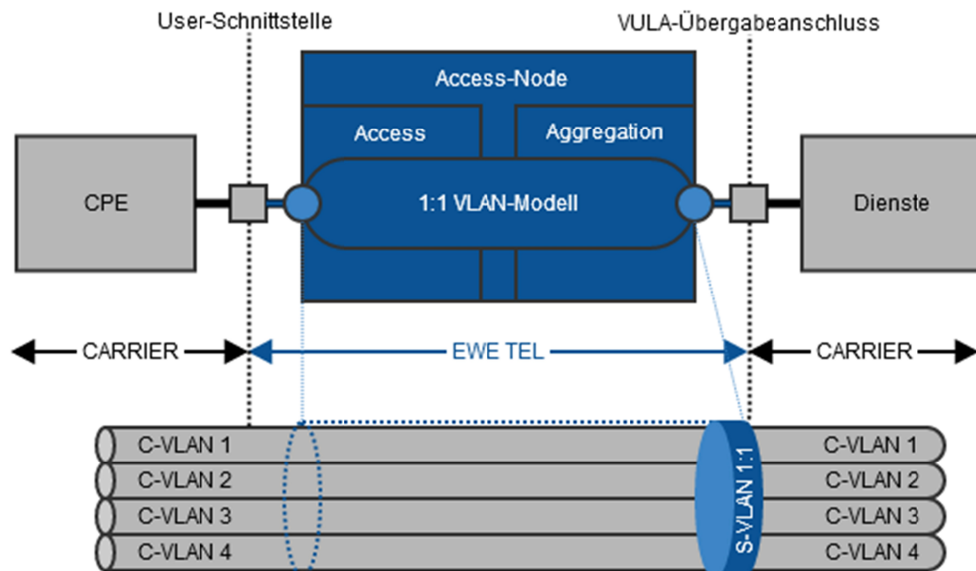 User-Schnittstelle
VULA-Übergabeanschluss
Access-Node
Access
Aggregation
CPE
1:1 VLAN-Modell
Dienste
CARRIER
EWE TEL
CARRIER
C-VLAN 1
C-VLAN 1
C-VLAN 2
C-VLAN 2
C-VLAN 3
C-VLAN 3
C-VLAN 4
C-VLAN 4
S-VLAN 1:1